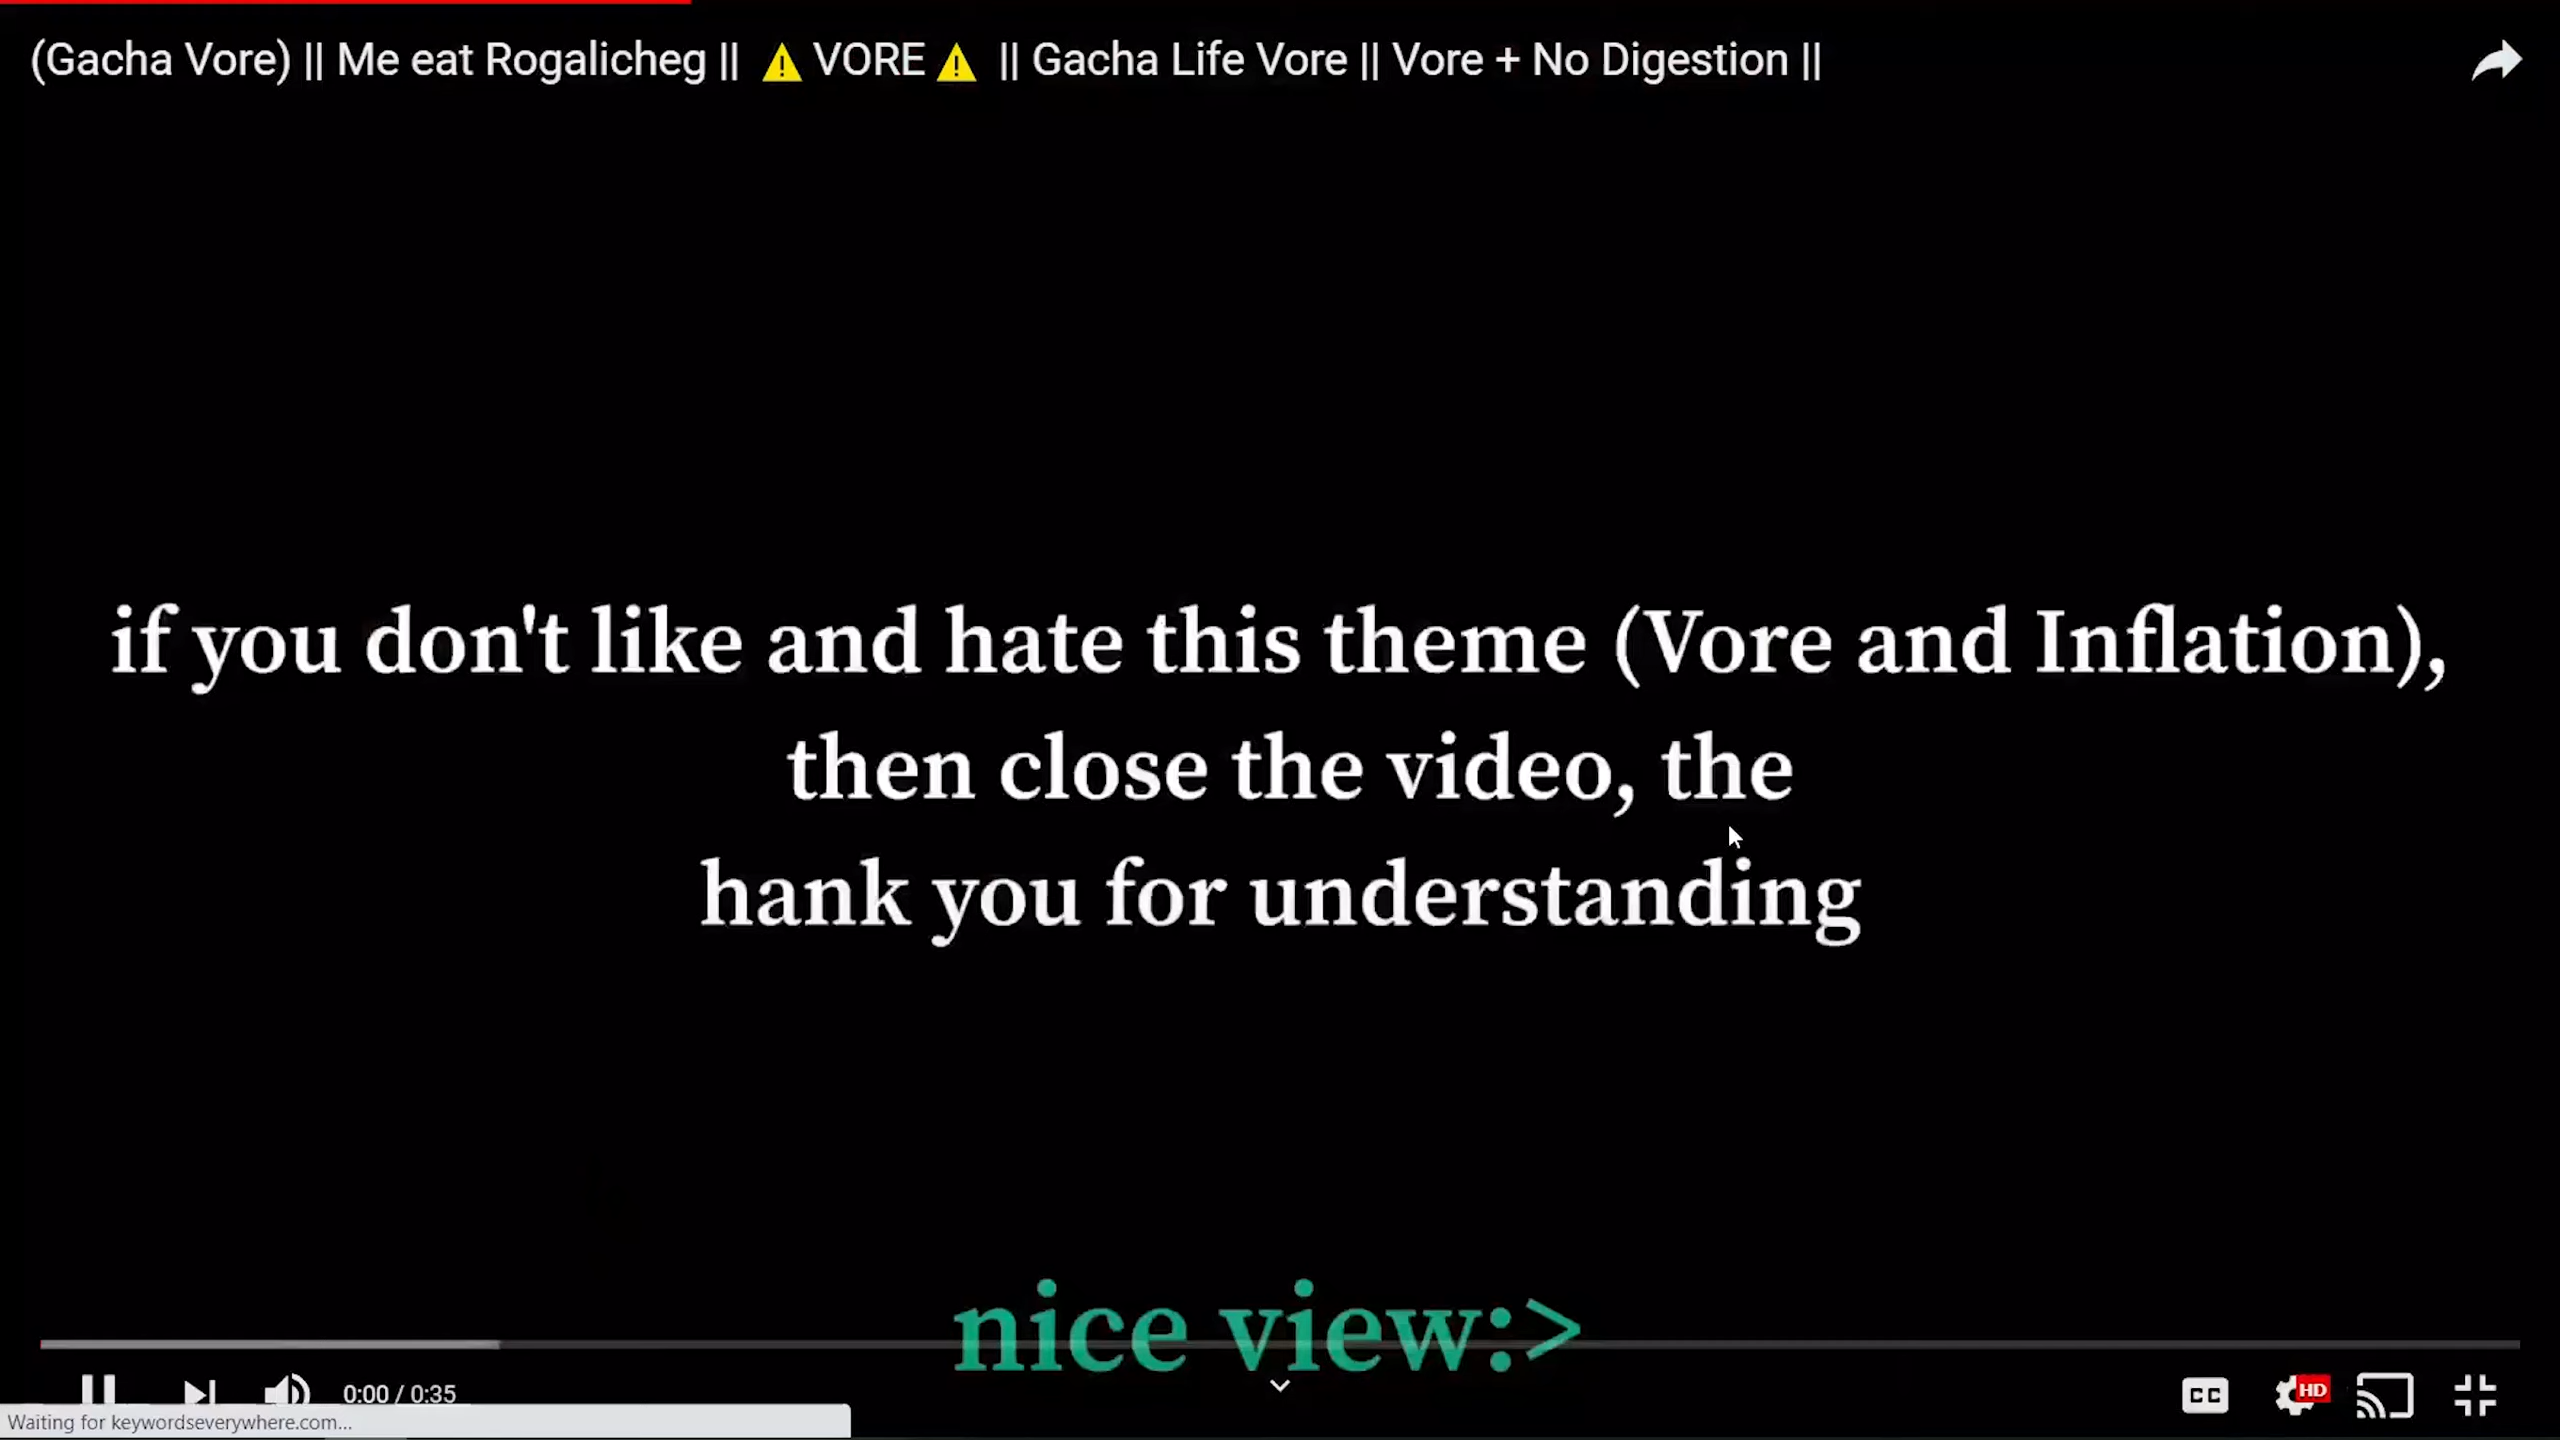 (Gacha Vore) || Me eat Rogalicheg || ⚠VORE⚠ || Gacha Life Vore || Vore + No Digestion ||
if you don't like and hate this theme (Vore and Inflation),
then close the video, the
hank you for understanding
nice view:>
0:00 / 0:35
CC
HD
Waiting for keywordseverywhere.com...